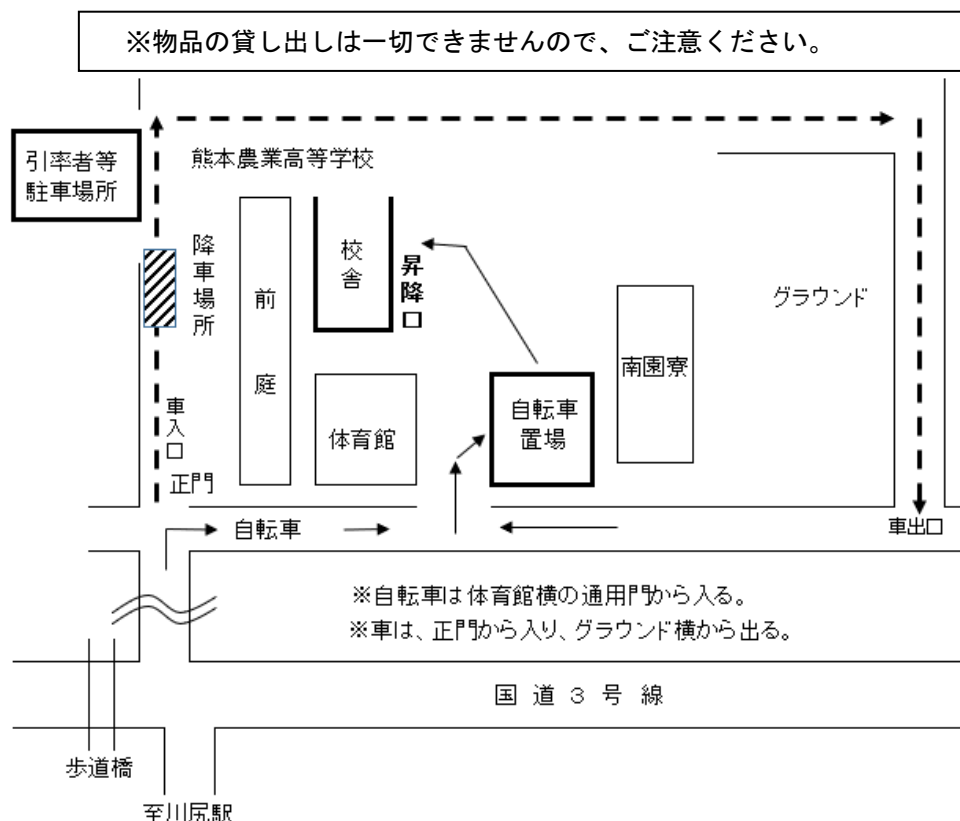 ※物品の貸し出しは一切できませんので、ご注意ください。
引率者等
駐車場所
熊本農業高等学校
降車場所
前庭
校舎
昇降口
グラウンド
南園寮
自転車
置場
体育館
車入口
正門
自転車
車出口
※自転車は体育館横の通用門から入る。
※車は、正門から入り、グラウンド横から出る。
国道3号線
歩道橋
至川尻駅